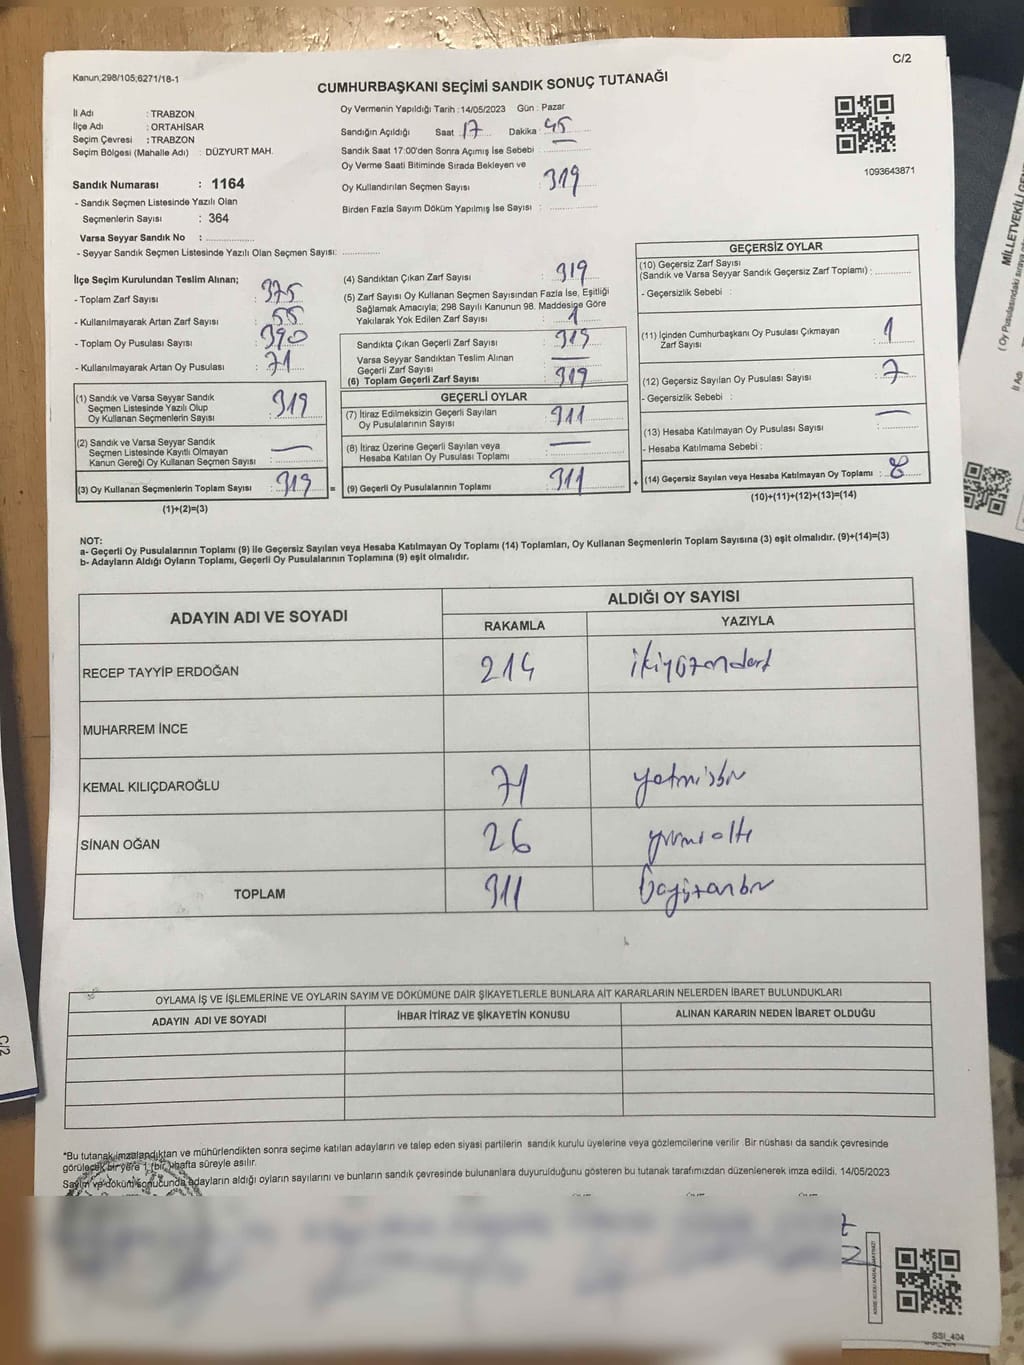 C/2
Kanun;298/105;6271/18-1
CUMHURBAŞKANI SEÇİMİ SANDIK SONUÇ TUTANAĞI
İl Adı : TRABZON
İlçe Adı : ORTAHİSAR
Seçim Çevresi : TRABZON
Seçim Bölgesi (Mahalle Adı) : DÜZYURT MAH.
Oy Vermenin Yapıldığı Tarih : 14/05/2023 Gün : Pazar
Sandığın Açıldığı Saat : 17 Dakika : 45
Sandık Saat 17:00'den Sonra Açımış İse Sebebi :
Oy Verme Saati Bitiminde Sırada Bekleyen ve
Oy Kullandırılan Seçmen Sayısı : 319
Birden Fazla Sayım Döküm Yapılmış İse Sayısı :
1093643871
Sandık Numarası : 1164
- Sandık Seçmen Listesinde Yazılı Olan
Seçmenlerin Sayısı : 364
Varsa Seyyar Sandık No :
- Seyyar Sandık Seçmen Listesinde Yazılı Olan Seçmen Sayısı:
İlçe Seçim Kurulundan Teslim Alınan;
- Toplam Zarf Sayısı : 375
- Kullanılmayarak Artan Zarf Sayısı : 55
- Toplam Oy Pusulası Sayısı : 390
- Kullanılmayarak Artan Oy Pusulası : 71
(1) Sandık ve Varsa Seyyar Sandık
Seçmen Listesinde Yazılı Olup
Oy Kullanan Seçmenlerin Sayısı : 319
(2) Sandık ve Varsa Seyyar Sandık
Seçmen Listesinde Kayıtlı Olmayan
Kanun Gereği Oy Kullanan Seçmen Sayısı : —
(3) Oy Kullanan Seçmenlerin Toplam Sayısı : 319 =
(1)+(2)=(3)
(4) Sandıktan Çıkan Zarf Sayısı : 319
(5) Zarf Sayısı Oy Kullanan Seçmen Sayısından Fazla İse, Eşitliği
Sağlamak Amacıyla; 298 Sayılı Kanunun 98. Maddesine Göre
Yakılarak Yok Edilen Zarf Sayısı : 1
Sandıkta Çıkan Geçerli Zarf Sayısı : 319
Varsa Seyyar Sandıktan Teslim Alınan
Geçerli Zarf Sayısı : —
(6) Toplam Geçerli Zarf Sayısı : 319
GEÇERLİ OYLAR
(7) İtiraz Edilmeksizin Geçerli Sayılan
Oy Pusulalarının Sayısı : 311
(8) İtiraz Üzerine Geçerli Sayılan veya
Hesaba Katılan Oy Pusulası Toplamı : —
(9) Geçerli Oy Pusulalarının Toplamı : 311 +
GEÇERSİZ OYLAR
(10) Geçersiz Zarf Sayısı
(Sandık ve Varsa Seyyar Sandık Geçersiz Zarf Toplamı) :
- Geçersizlik Sebebi :
(11) İçinden Cumhurbaşkanı Oy Pusulası Çıkmayan
Zarf Sayısı : 1
(12) Geçersiz Sayılan Oy Pusulası Sayısı : 7
- Geçersizlik Sebebi :
(13) Hesaba Katılmayan Oy Pusulası Sayısı : —
- Hesaba Katılmama Sebebi :
(14) Geçersiz Sayılan veya Hesaba Katılmayan Oy Toplamı : 8
(10)+(11)+(12)+(13)=(14)
NOT:
a- Geçerli Oy Pusulalarının Toplamı (9) ile Geçersiz Sayılan veya Hesaba Katılmayan Oy Toplamı (14) Toplamları, Oy Kullanan Seçmenlerin Toplam Sayısına (3) eşit olmalıdır. (9)+(14)=(3)
b- Adayların Aldığı Oyların Toplamı, Geçerli Oy Pusulalarının Toplamına (9) eşit olmalıdır.
ADAYIN ADI VE SOYADI
ALDIĞI OY SAYISI
RAKAMLA YAZIYLA
RECEP TAYYİP ERDOĞAN 214 ikiyüzondört
MUHARREM İNCE
KEMAL KILIÇDAROĞLU 71 yetmişbir
SİNAN OĞAN 26 yirmialtı
TOPLAM 311 üçyüzonbir
OYLAMA İŞ VE İŞLEMLERİNE VE OYLARIN SAYIM VE DÖKÜMÜNE DAİR ŞİKAYETLERLE BUNLARA AİT KARARLARIN NELERDEN İBARET BULUNDUKLARI
ADAYIN ADI VE SOYADI İHBAR İTİRAZ VE ŞİKAYETİN KONUSU ALINAN KARARIN NEDEN İBARET OLDUĞU
*Bu tutanak imzalandıktan ve mühürlendikten sonra seçime katılan adayların ve talep eden siyasi partilerin sandık kurulu üyelerine veya gözlemcilerine verilir Bir nüshası da sandık çevresinde
görülecek bir yere 1 (bir) hafta süreyle asılır.
Sayım ve döküm sonucunda adayların aldığı oyların sayılarını ve bunların sandık çevresinde bulunanlara duyurulduğunu gösteren bu tutanak tarafımızdan düzenlenerek imza edildi. 14/05/2023
SSI_404
C/2
MİLLETVEKİLİ
( Oy Pusulasındaki sıraya
İl Adı